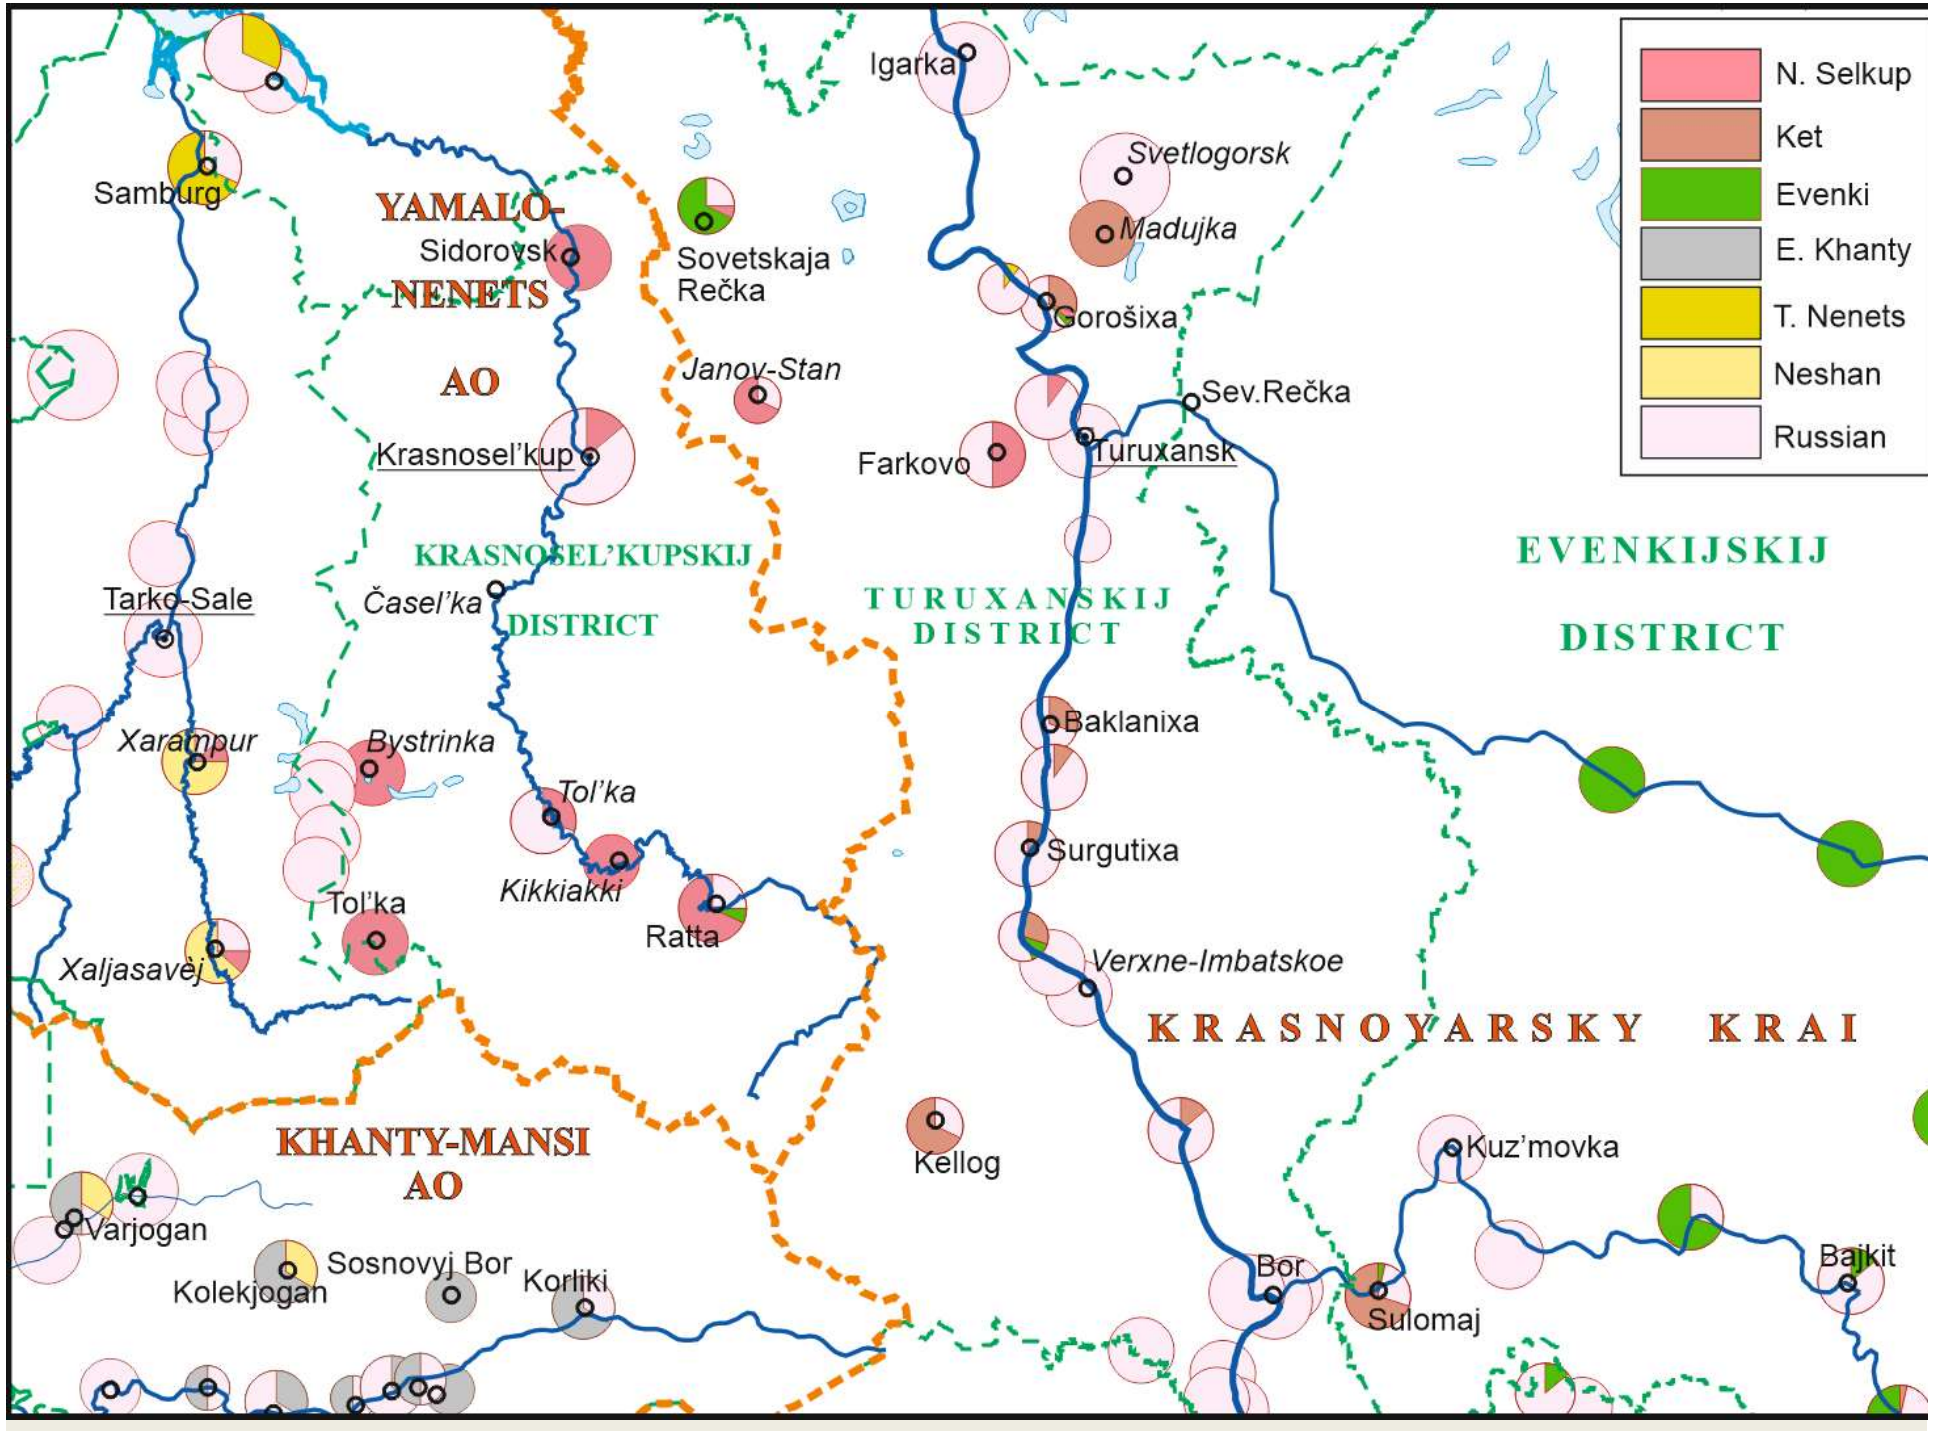 Igarka
N. Selkup
Ket
Evenki
E. Khanty
T. Nenets
Neshan
Russian
Svetlogorsk
Samburg
YAMALO-
NENETS
AO
Sidorovsk
Sovetskaja
Rečka
Madujka
Gorošixa
Janov-Stan
Sev.Rečka
Krasnosel’kup
Farkovo
Turuxansk
KRASNOSEL’KUPSKIJ
DISTRICT
EVENKIJSKIJ
DISTRICT
Tarko-Sale
Časel’ka
TURUXANSKIJ
DISTRICT
Xarampur
Bystrinka
Baklanixa
Tol’ka
Surgutixa
Kikkiakki
Tol’ka
Ratta
Xaljasavėj
Verxne-Imbatskoe
KRASNOYARSKY KRAI
KHANTY-MANSI
AO
Kellog
Kuz’movka
Varjogan
Kolekjogan
Sosnovyj Bor
Korliki
Bor
Sulomaj
Bajkit